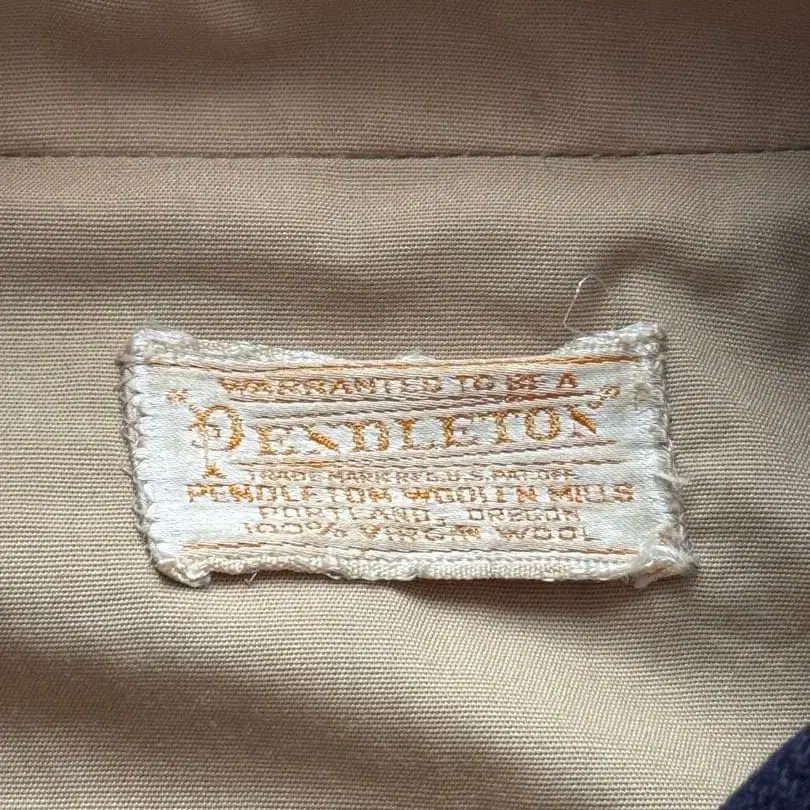 WARRANTED TO BE A
"PENDLETON"
TRADE MARK REG. U.S. PAT. OFF.
PENDLETON WOOLEN MILLS
PORTLAND, OREGON
100% VIRGIN WOOL